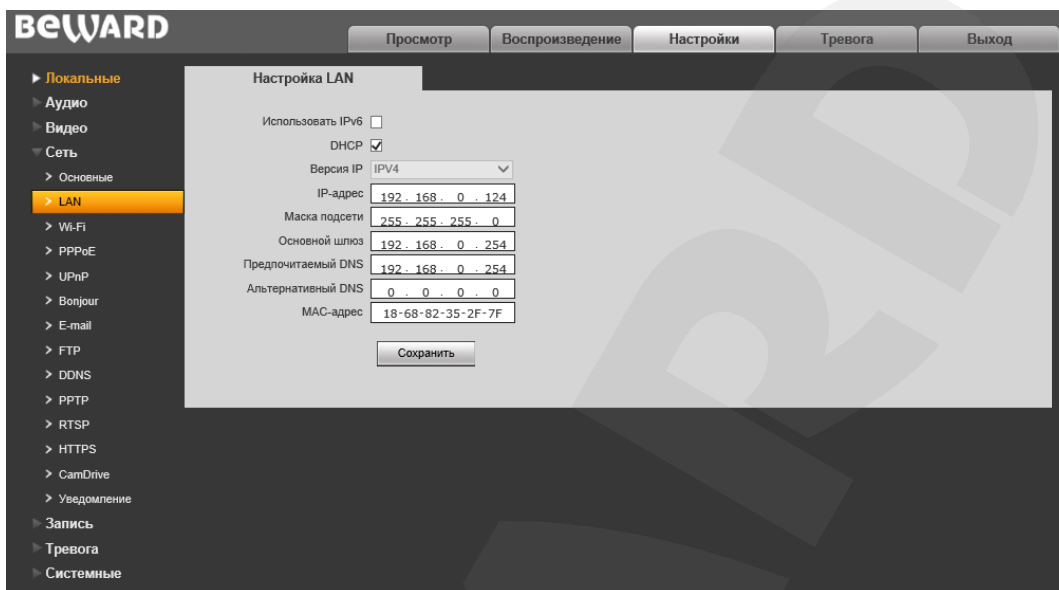 BEWARD
Просмотр
Воспроизведение
Настройки
Тревога
Выход
Локальные
Аудио
Видео
Сеть
Основные
LAN
Wi-Fi
PPPoE
UPnP
Bonjour
E-mail
FTP
DDNS
PPTP
RTSP
HTTPS
CamDrive
Уведомление
Запись
Тревога
Системные
Настройка LAN
Использовать IPv6
DHCP
Версия IP IPV4
IP-адрес 192 . 168 . 0 . 124
Маска подсети 255 . 255 . 255 . 0
Основной шлюз 192 . 168 . 0 . 254
Предпочитаемый DNS 192 . 168 . 0 . 254
Альтернативный DNS 0 . 0 . 0 . 0
MAC-адрес 18-68-82-35-2F-7F
Сохранить